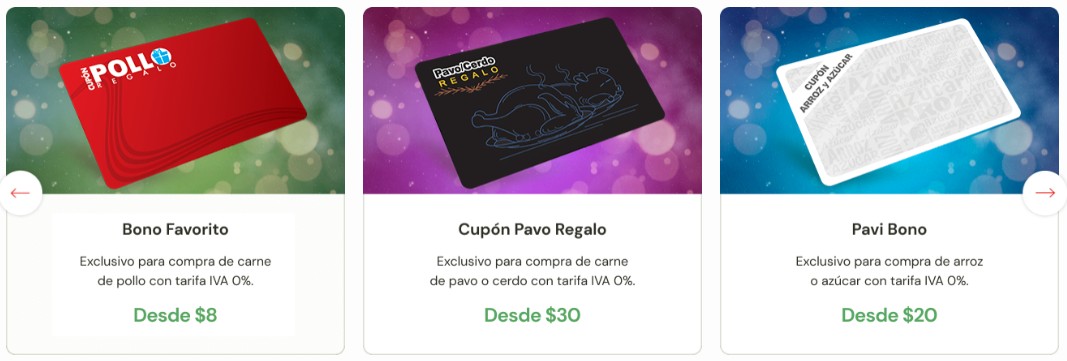 CUPÓN
POLLO
REGALO
Bono Favorito
Exclusivo para compra de carne
de pollo con tarifa IVA 0%.
Desde $8
Pavo/Cerdo
REGALO
Cupón Pavo Regalo
Exclusivo para compra de carne
de pavo o cerdo con tarifa IVA 0%.
Desde $30
CUPÓN
ARROZ y AZÚCAR
Pavi Bono
Exclusivo para compra de arroz
o azúcar con tarifa IVA 0%.
Desde $20